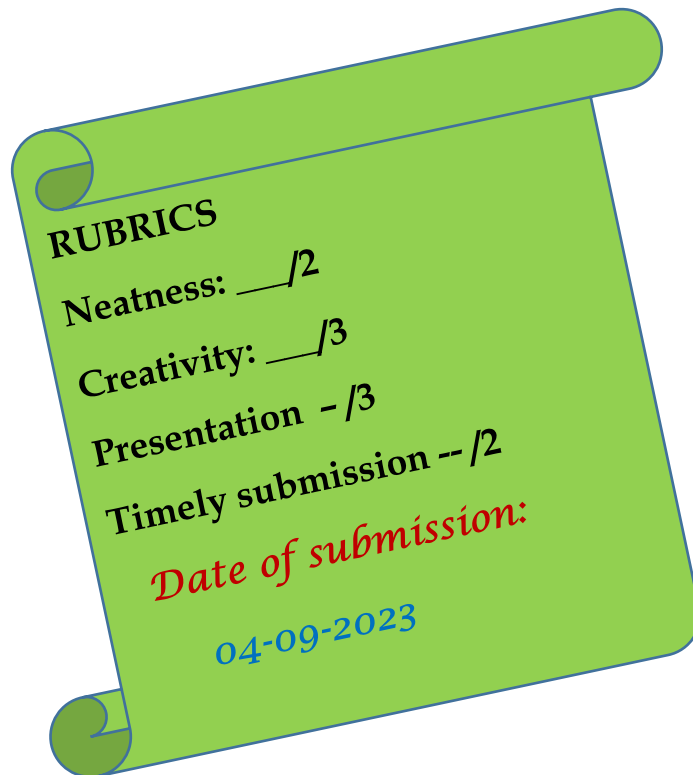 RUBRICS
Neatness: ___/2
Creativity: ___/3
Presentation – /3
Timely submission -- /2
Date of submission:
04-09-2023